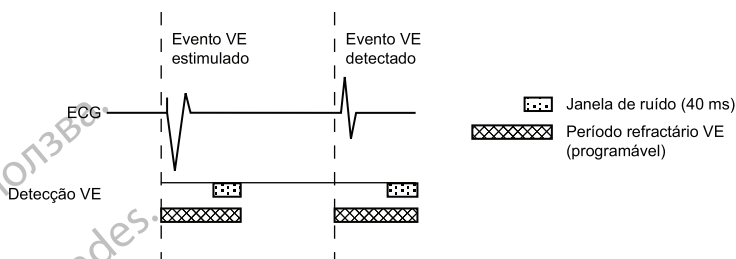 Evento VE
estimulado
Evento VE
detectado
ECG
Janela de ruído (40 ms)
Período refractário VE
(programável)
Detecção VE